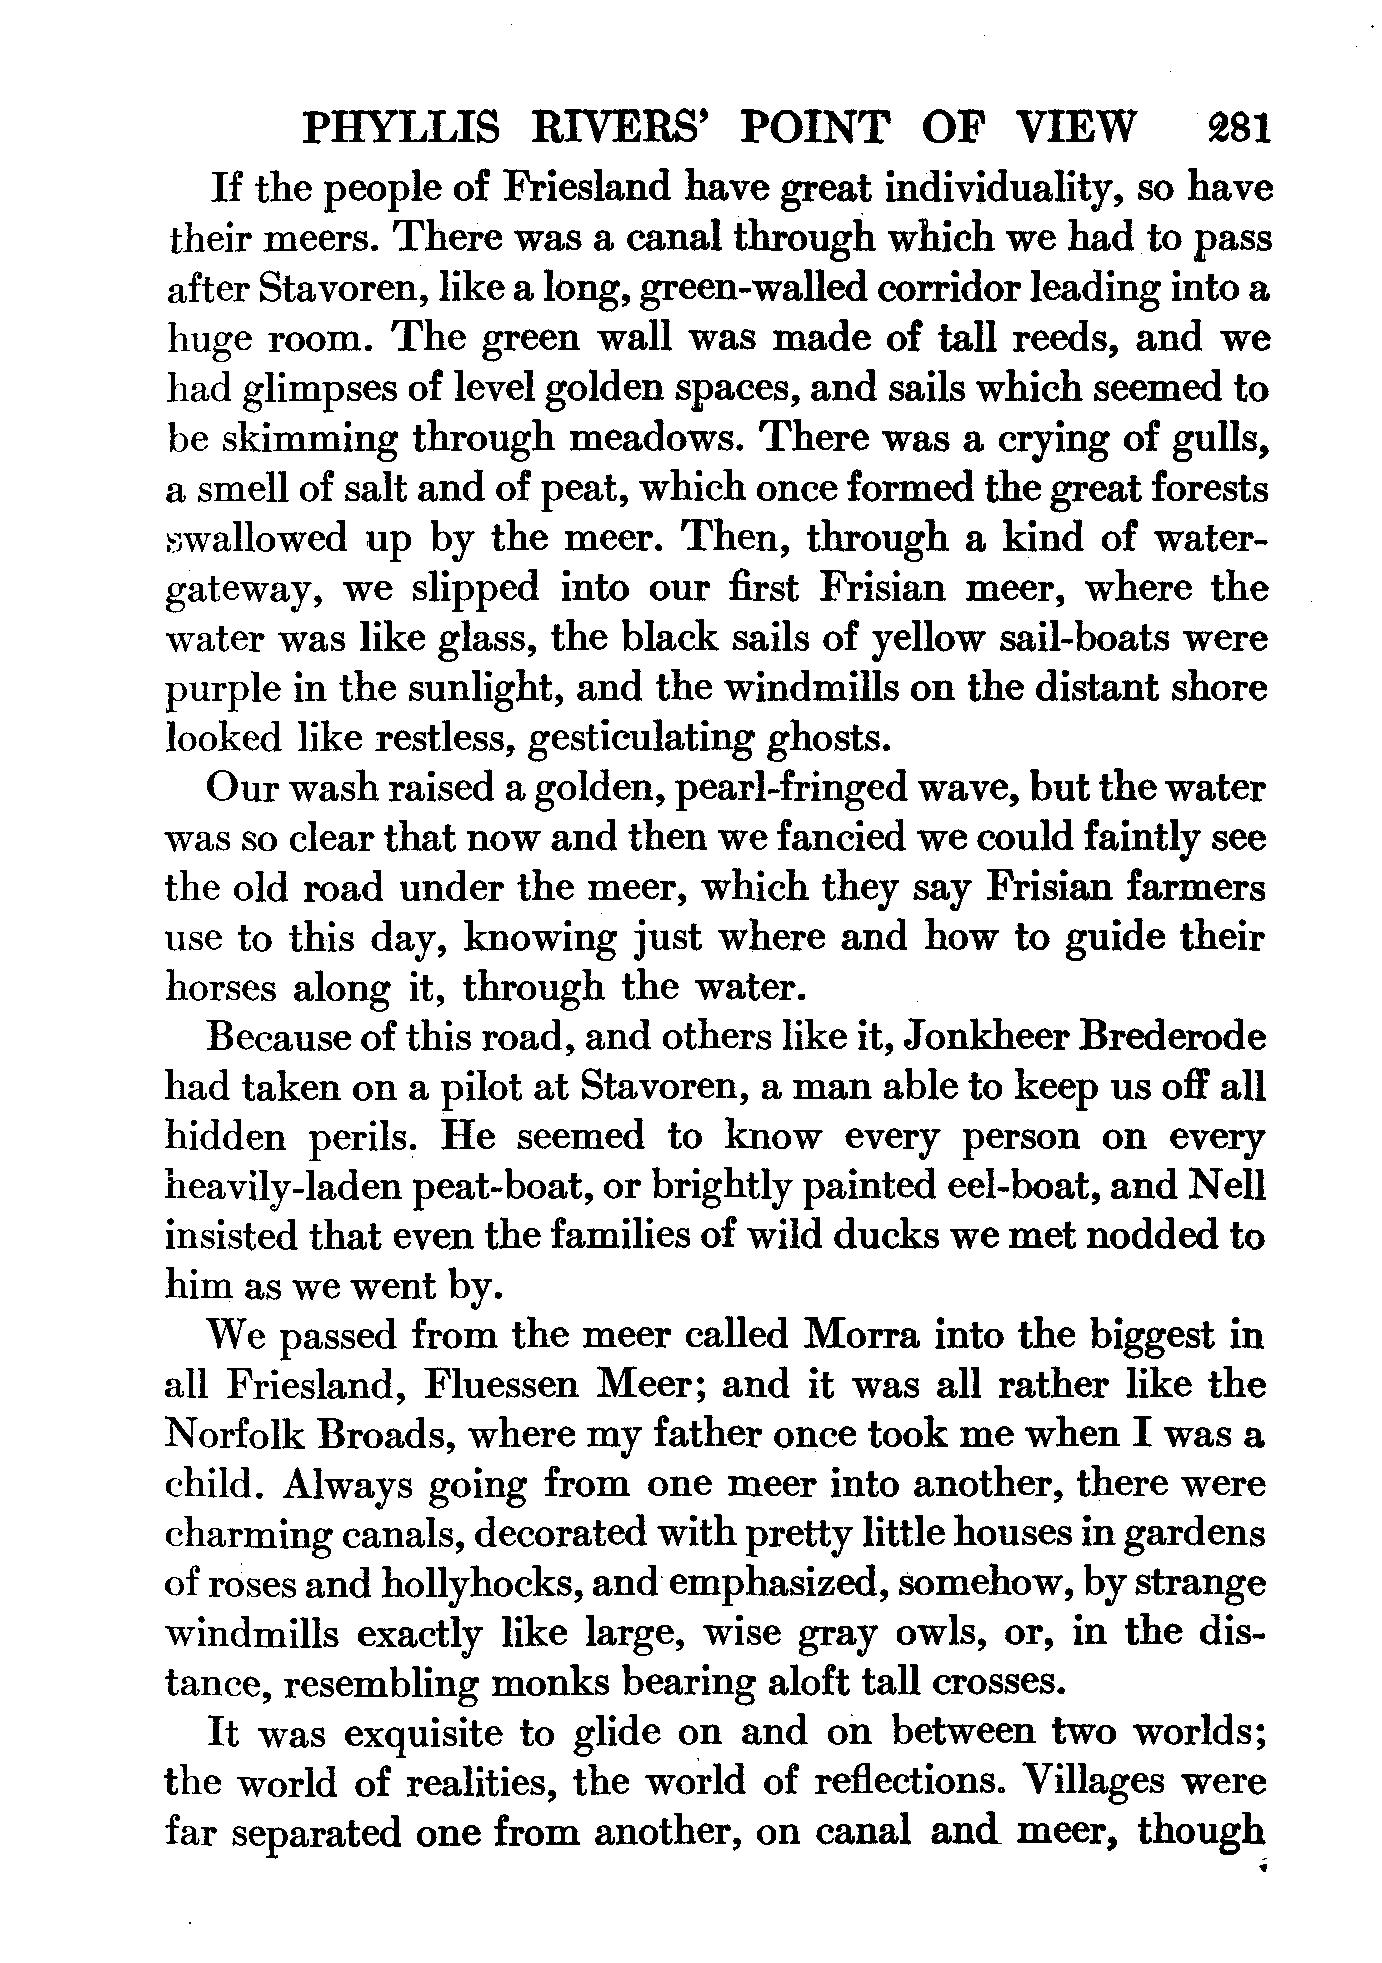 PHYLLIS RIVERS' POINT OF VIEW 281
If the people of Friesland have great individuality, so have
their meers. There was a canal through which we had to pass
after Stavoren, like a long, green-walled corridor leading into a
huge room. The green wall was made of tall reeds, and we
had glimpses of level golden spaces, and sails which seemed to
be skimming through meadows. There was a crying of gulls,
a smell of salt and of peat, which once formed the great forests
swallowed up by the meer. Then, through a kind of water-
gateway, we slipped into our first Frisian meer, where the
water was like glass, the black sails of yellow sail-boats were
purple in the sunlight, and the windmills on the distant shore
looked like restless, gesticulating ghosts.
Our wash raised a golden, pearl-fringed wave, but the water
was so clear that now and then we fancied we could faintly see
the old road under the meer, which they say Frisian farmers
use to this day, knowing just where and how to guide their
horses along it, through the water.
Because of this road, and others like it, Jonkheer Brederode
had taken on a pilot at Stavoren, a man able to keep us off all
hidden perils. He seemed to know every person on every
heavily-laden peat-boat, or brightly painted eel-boat, and Nell
insisted that even the families of wild ducks we met nodded to
him as we went by.
We passed from the meer called Morra into the biggest in
all Friesland, Fluessen Meer; and it was all rather like the
Norfolk Broads, where my father once took me when I was a
child. Always going from one meer into another, there were
charming canals, decorated with pretty little houses in gardens
of roses and hollyhocks, and emphasized, somehow, by strange
windmills exactly like large, wise gray owls, or, in the dis-
tance, resembling monks bearing aloft tall crosses.
It was exquisite to glide on and on between two worlds;
the world of realities, the world of reflections. Villages were
far separated one from another, on canal and meer, though